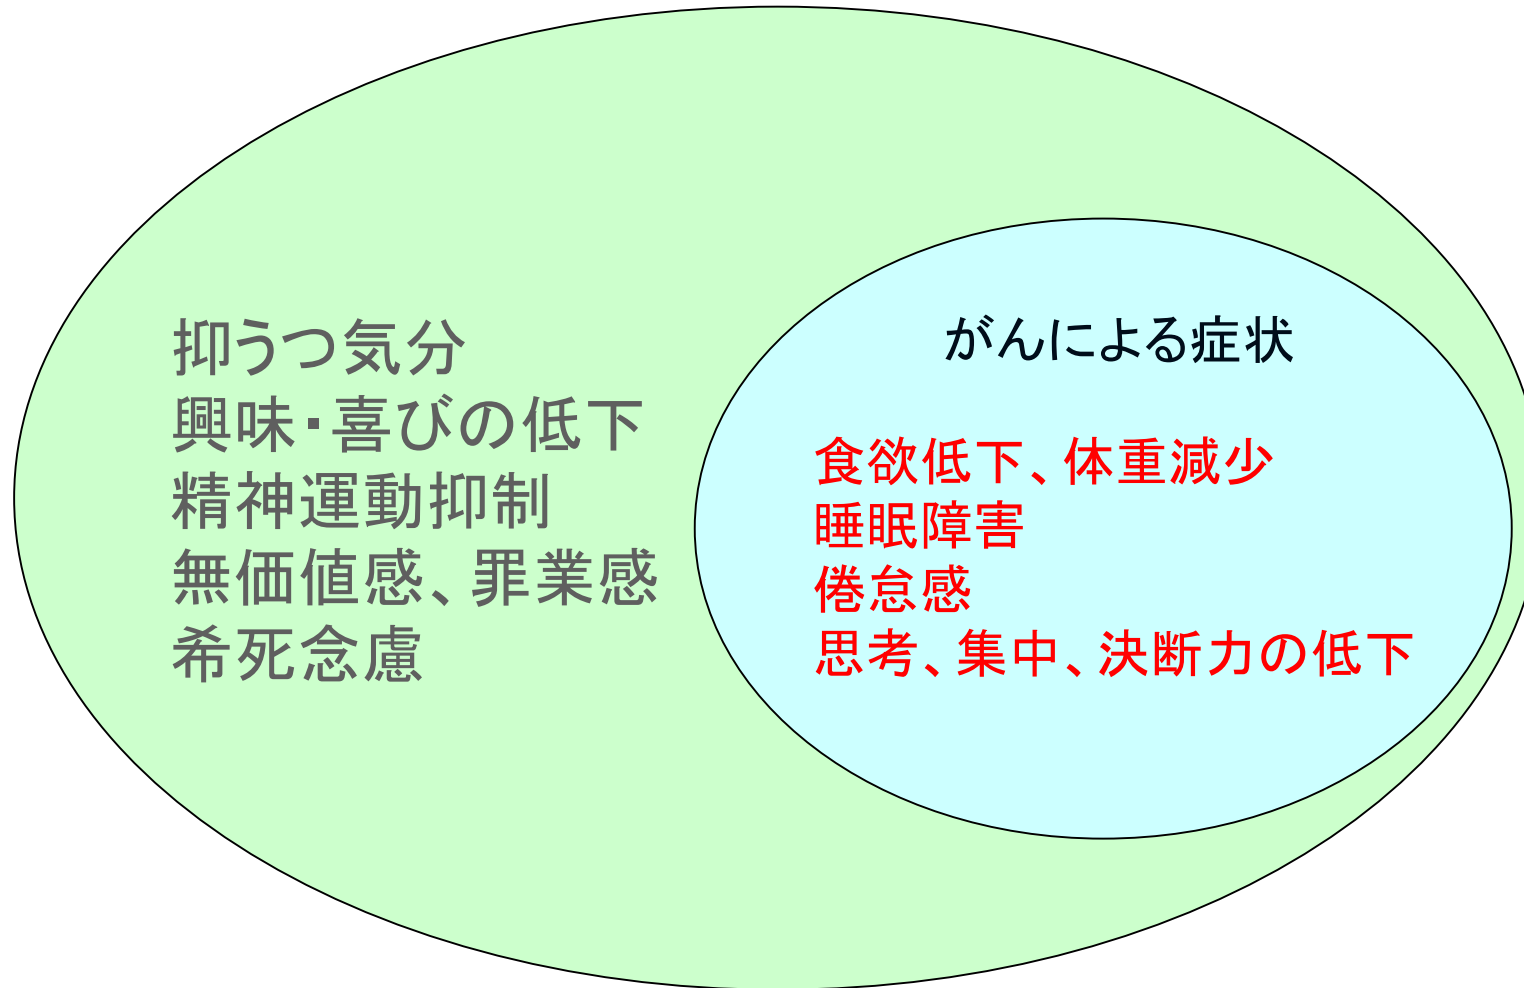 抑うつ気分
興味・喜びの低下
精神運動抑制
無価値感、罪業感
希死念慮
がんによる症状
食欲低下、体重減少
睡眠障害
倦怠感
思考、集中、決断力の低下